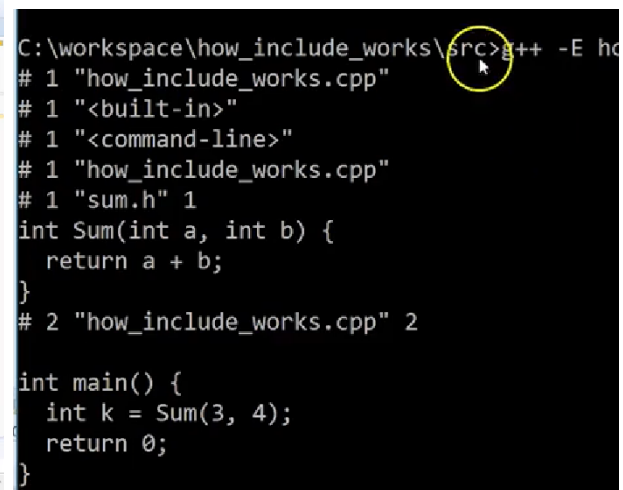 C:\workspace\how_include_works\src>g++ -E
# 1 "how_include_works.cpp"
# 1 "<built-in>"
# 1 "<command-line>"
# 1 "how_include_works.cpp"
# 1 "sum.h" 1
int Sum(int a, int b) {
  return a + b;
}
# 2 "how_include_works.cpp" 2

int main() {
  int k = Sum(3, 4);
  return 0;
}